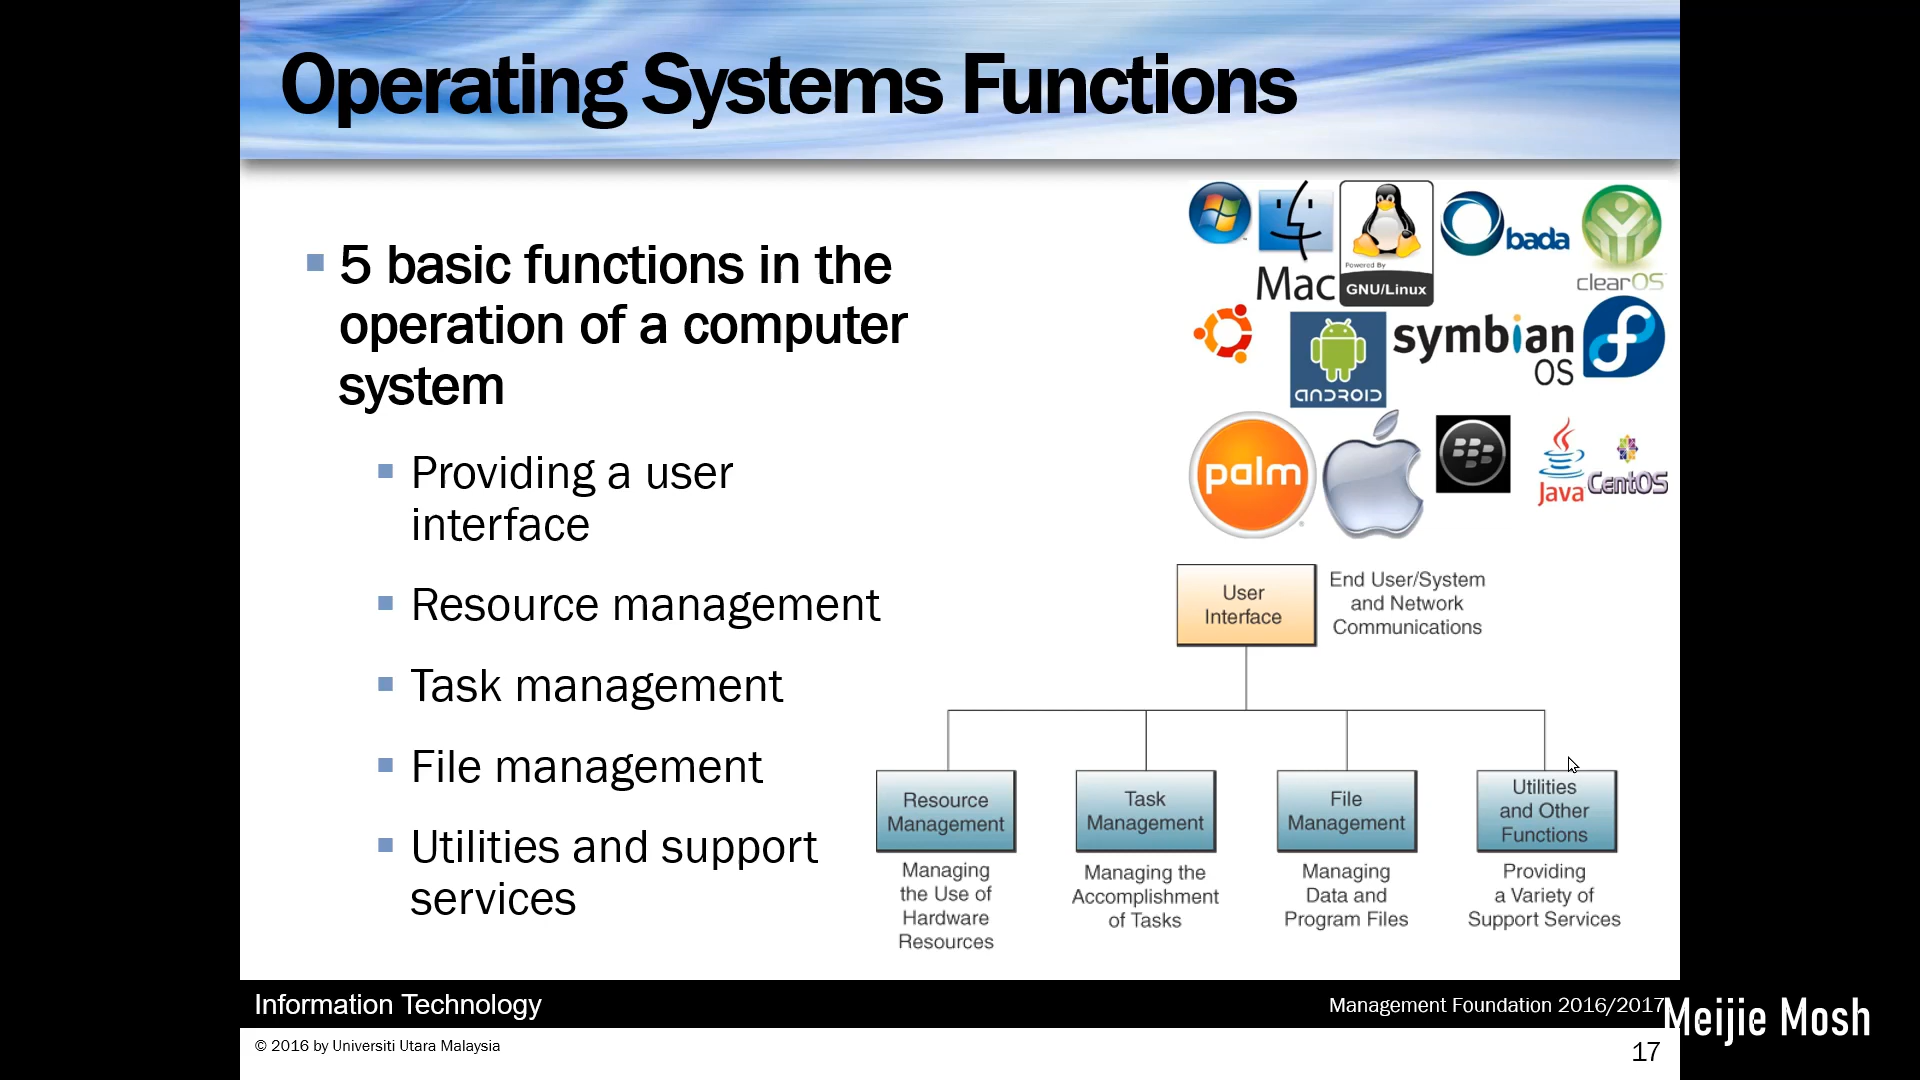 Operating Systems Functions
5 basic functions in the
operation of a computer
system
Providing a user
interface
Resource management
Task management
File management
Utilities and support
services
Mac
Powered By
GNU/Linux
bada
clearOS
ANDROID
symbian
OS
palm
Java
CentOS
User
Interface
End User/System
and Network
Communications
Resource
Management
Managing
the Use of
Hardware
Resources
Task
Management
Managing the
Accomplishment
of Tasks
File
Management
Managing
Data and
Program Files
Utilities
and Other
Functions
Providing
a Variety of
Support Services
Information Technology
Management Foundation 2016/2017
Meijie Mosh
© 2016 by Universiti Utara Malaysia
17